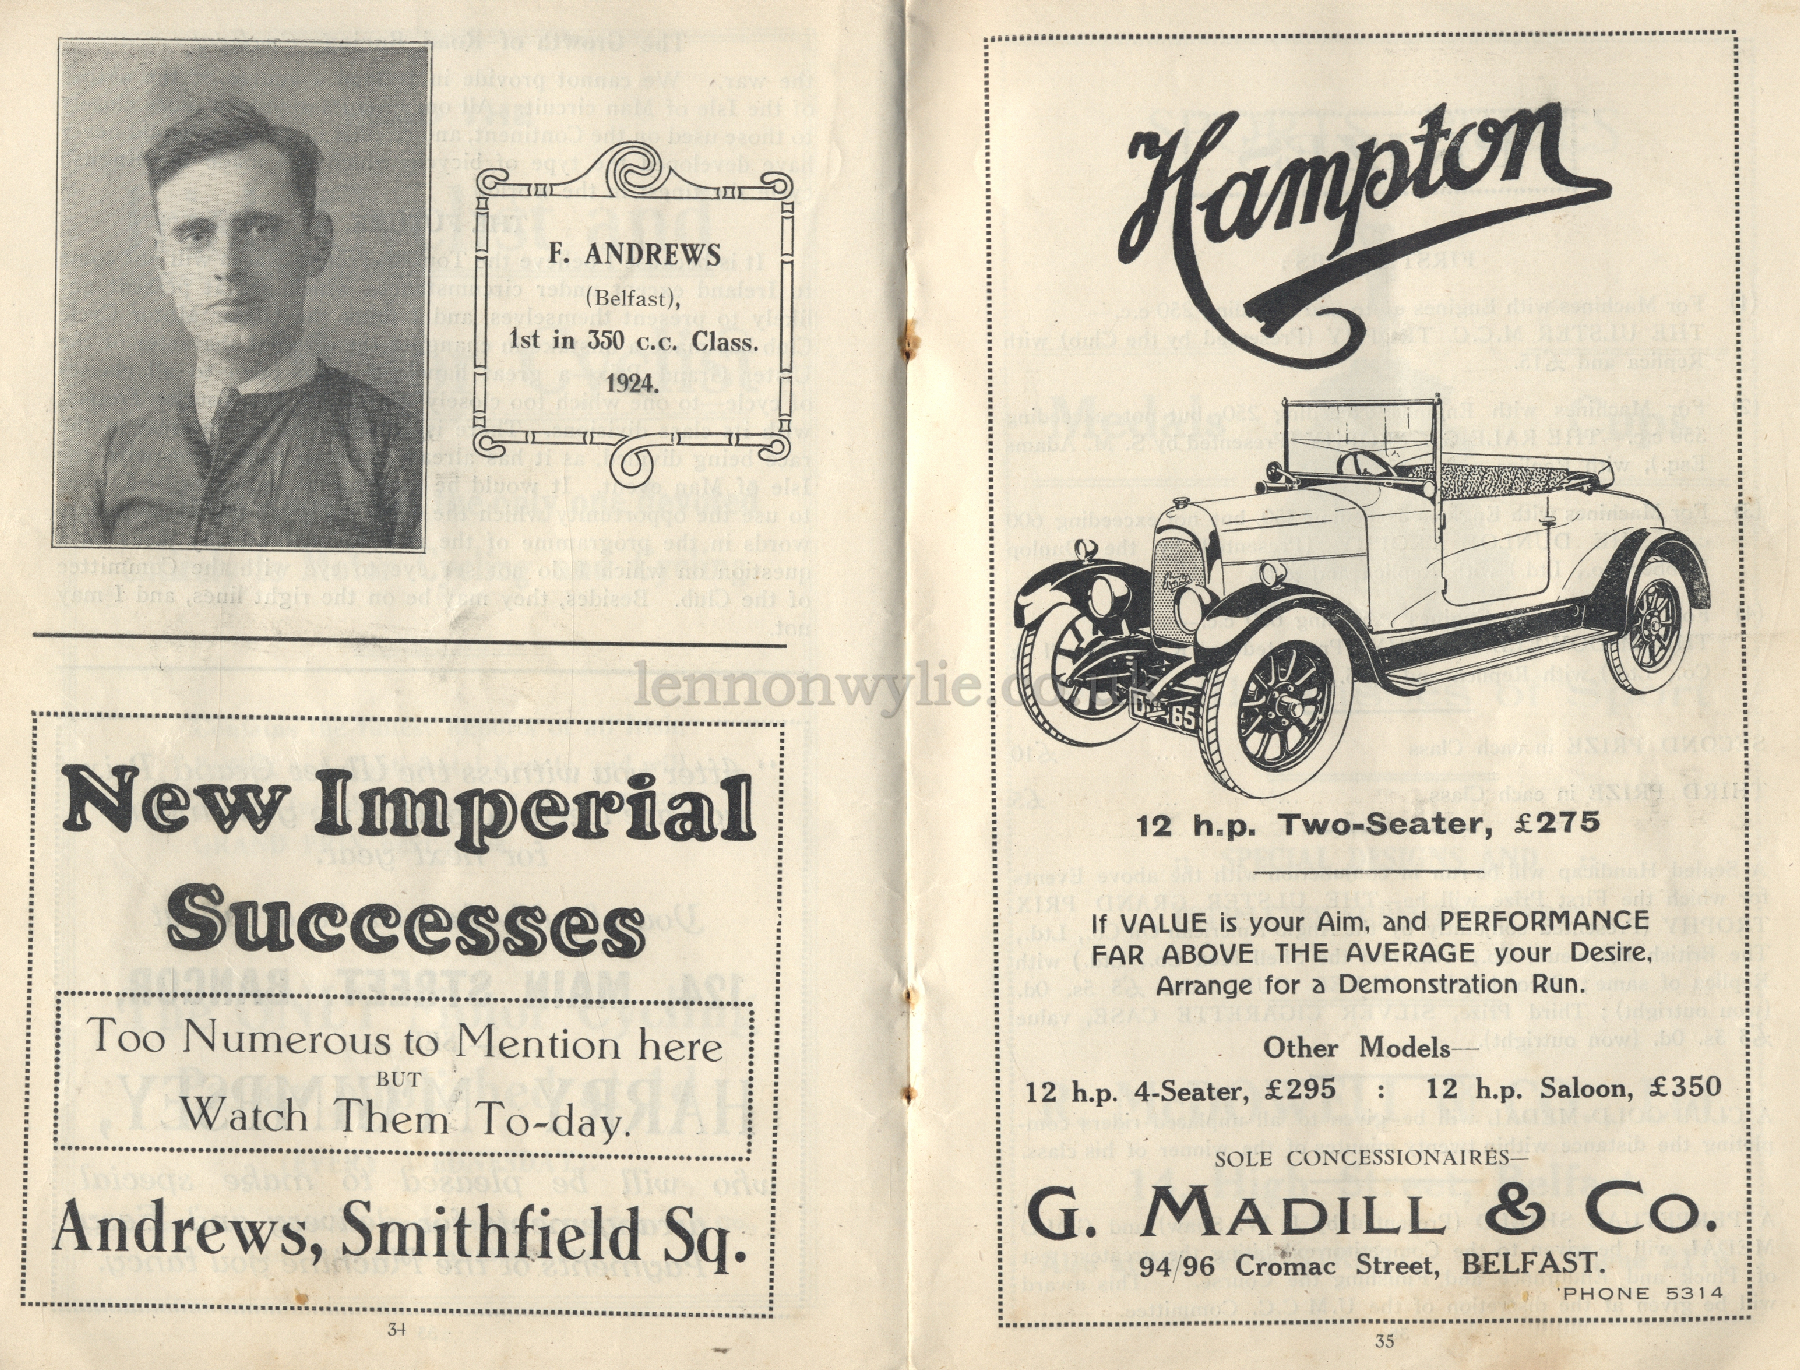 F. ANDREWS
(Belfast),
1st in 350 c.c. Class.
1924.
New Imperial
Successes
Too Numerous to Mention here
BUT
Watch Them To-day.
Andrews, Smithfield Sq.
34
Hampton
12 h.p. Two-Seater, £275
If VALUE is your Aim, and PERFORMANCE
FAR ABOVE THE AVERAGE your Desire,
Arrange for a Demonstration Run.
Other Models—
12 h.p. 4-Seater, £295 : 12 h.p. Saloon, £350
SOLE CONCESSIONAIRES—
G. MADILL & CO.
94/96 Cromac Street, BELFAST.
PHONE 5314
35
lennonwylie.co.uk